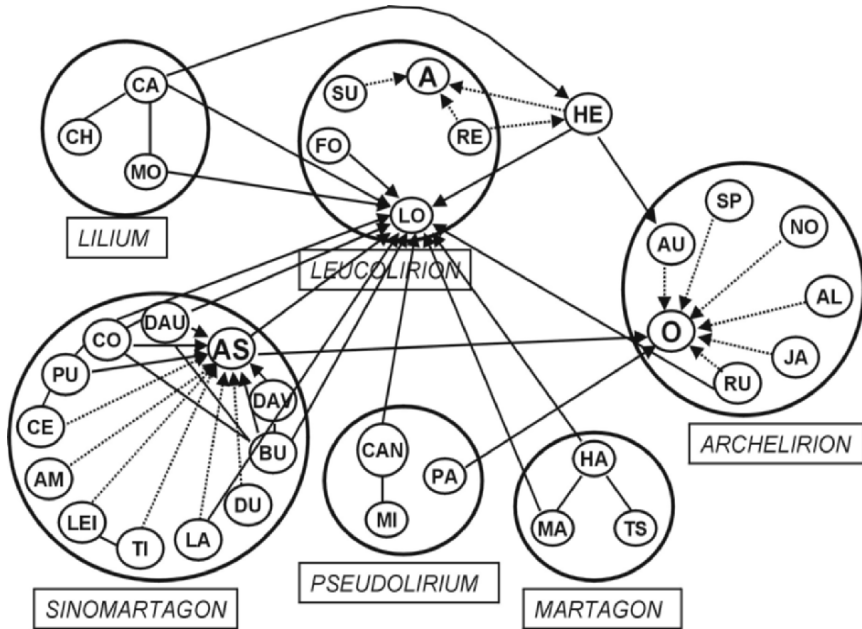 CA
CH
MO
LILIUM
SU
A
RE
FO
LO
LEUCOLIRION
HE
SP
NO
AU
AL
O
JA
RU
ARCHELIRION
DAU
CO
AS
PU
DAV
CE
BU
AM
DU
LEI
LA
TI
SINOMARTAGON
CAN
PA
MI
PSEUDOLIRIUM
HA
MA
TS
MARTAGON